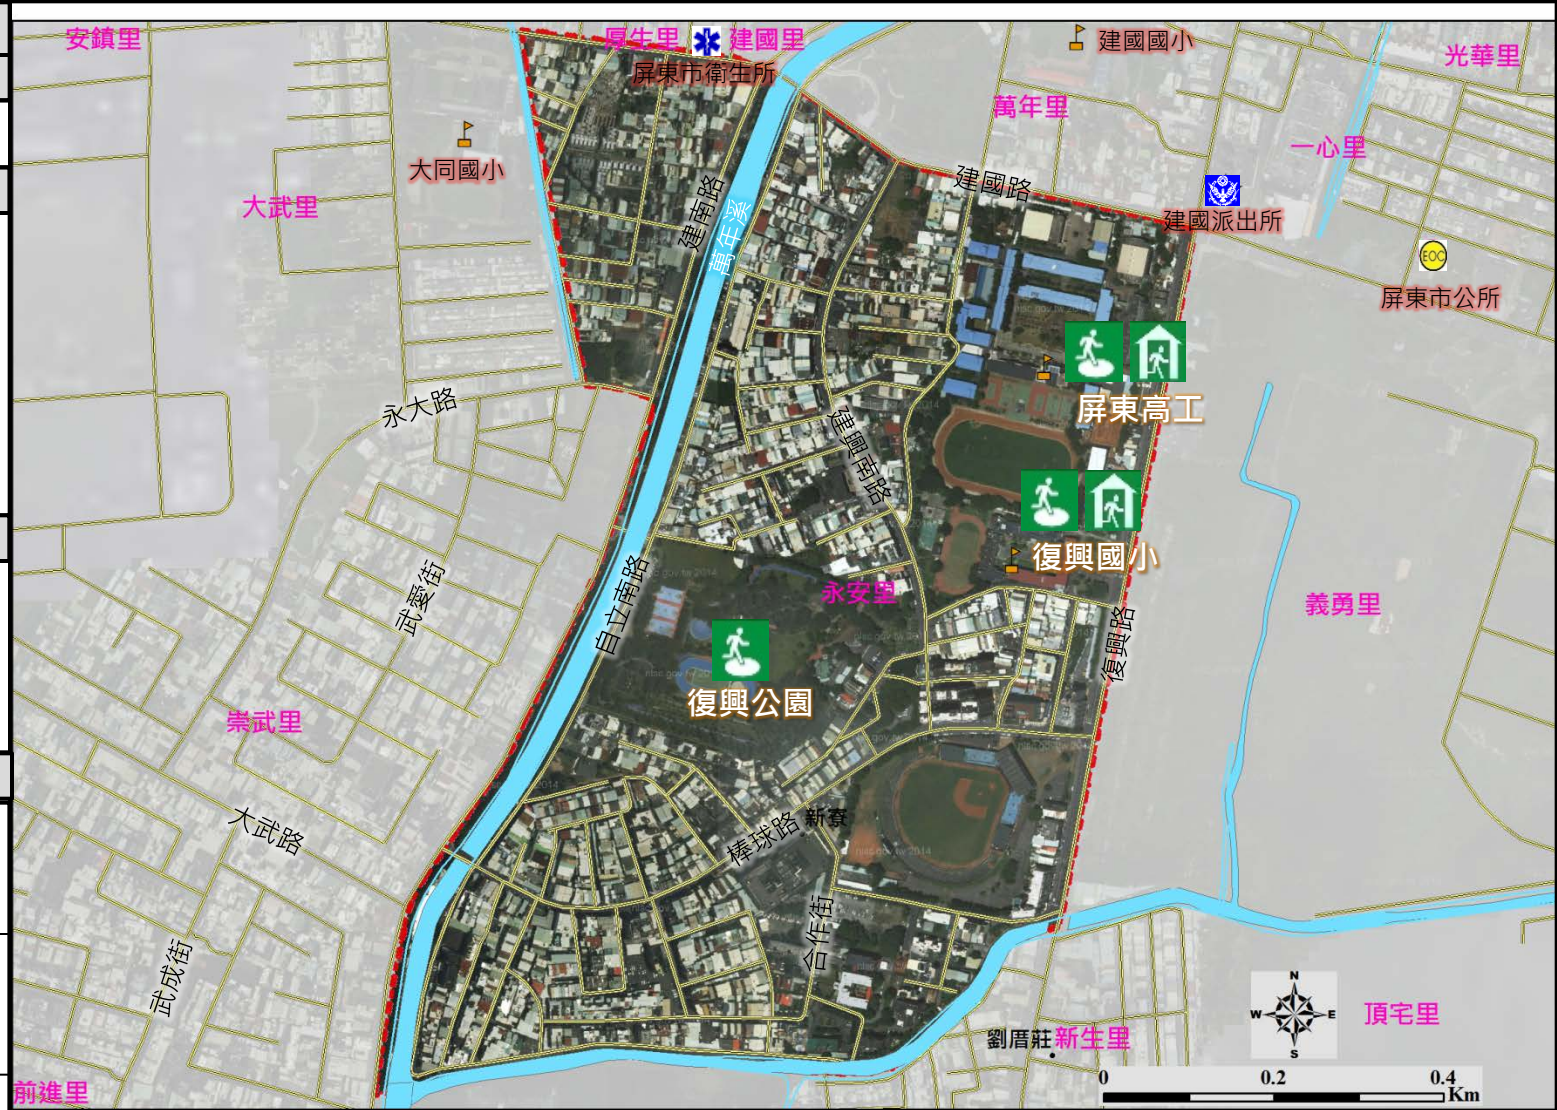 安鎮里
厚生里
建國里
建國國小
光華里
屏東市衛生所
萬年里
一心里
大同國小
大武里
建南路
萬年溪
建國路
建國派出所
EOC
屏東市公所
屏東高工
永大路
建興南路
復興國小
武愛街
自立南路
永安里
復興路
義勇里
復興公園
崇武里
大武路
棒球路
新寮
合作街
武成街
劉厝莊
新生里
頂宅里
前進里
N
W
E
S
0
0.2
0.4
Km
nlsc.gov.tw 2014